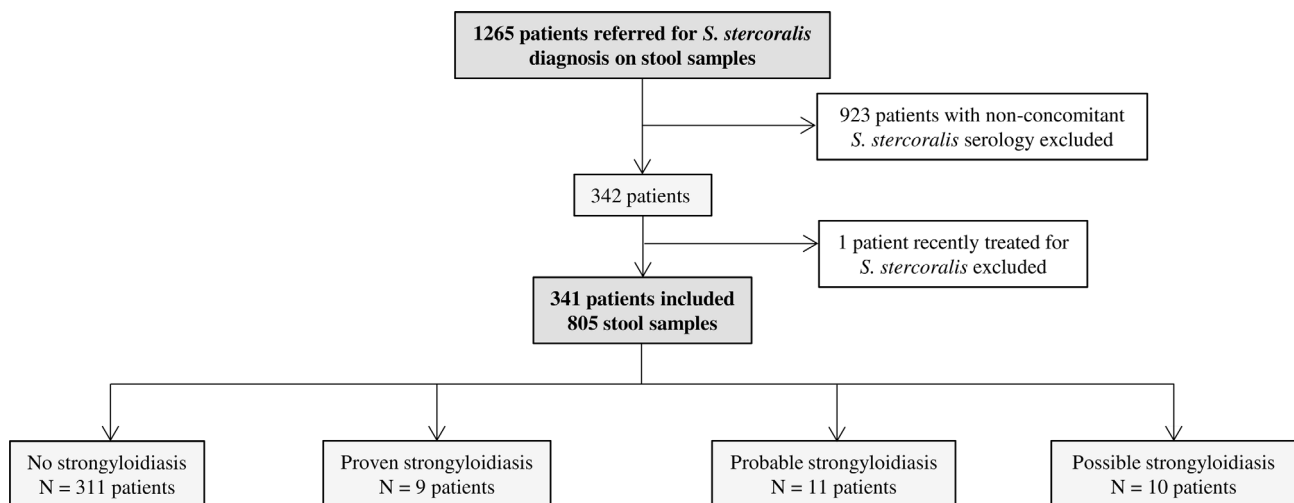 1265 patients referred for S. stercoralis
diagnosis on stool samples
923 patients with non-concomitant
S. stercoralis serology excluded
342 patients
1 patient recently treated for
S. stercoralis excluded
341 patients included
805 stool samples
No strongyloidiasis
N = 311 patients
Proven strongyloidiasis
N = 9 patients
Probable strongyloidiasis
N = 11 patients
Possible strongyloidiasis
N = 10 patients